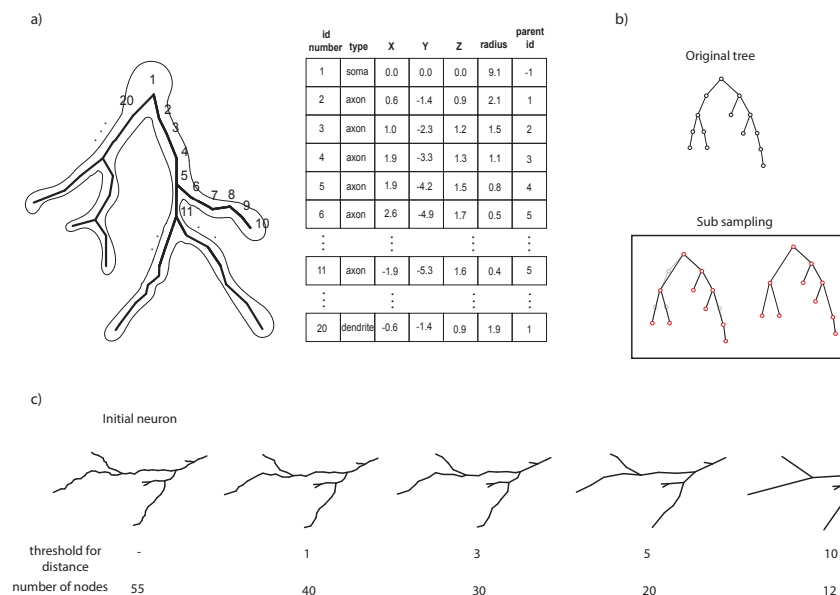 a)
1
20
2
3
4
5
6
7
8
9
10
11
id number type X Y Z radius parent id
1 soma 0.0 0.0 0.0 9.1 -1
2 axon 0.6 -1.4 0.9 2.1 1
3 axon 1.0 -2.3 1.2 1.5 2
4 axon 1.9 -3.3 1.3 1.1 3
5 axon 1.9 -4.2 1.5 0.8 4
6 axon 2.6 -4.9 1.7 0.5 5
11 axon -1.9 -5.3 1.6 0.4 5
20 dendrite -0.6 -1.4 0.9 1.9 1
b)
Original tree
Sub sampling
c)
Initial neuron
threshold for distance - 1 3 5 10
number of nodes 55 40 30 20 12